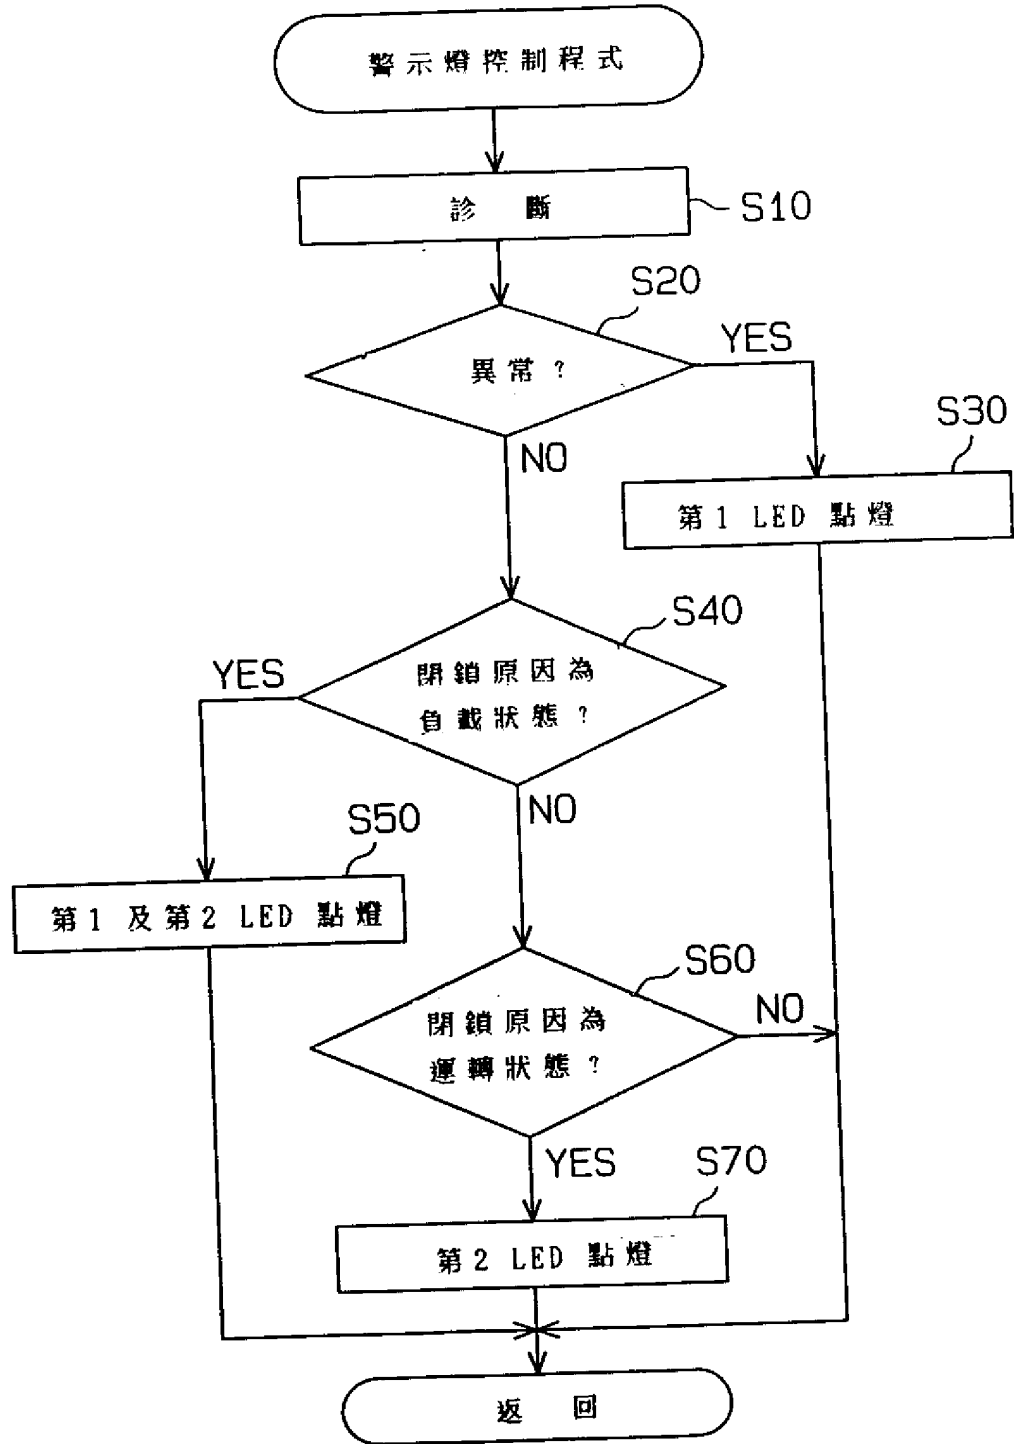 警示燈控制程式
診 斷
S10
S20
異常？
YES
NO
S30
第1 LED 點燈
S40
閉鎖原因為
負載狀態？
YES
NO
S50
第1 及第2 LED 點燈
S60
閉鎖原因為
運轉狀態？
NO
YES
S70
第2 LED 點燈
返 回